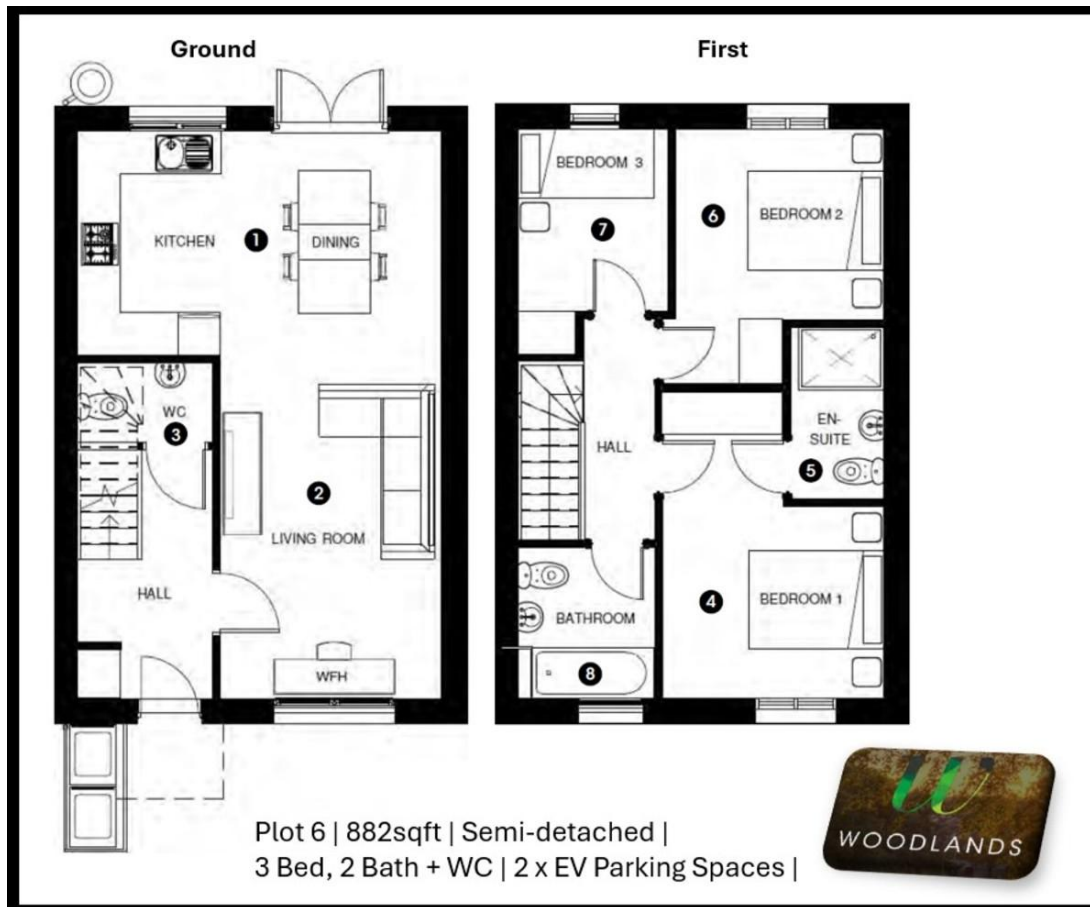 Ground
First
BEDROOM 3
7
6
BEDROOM 2
KITCHEN
1
DINING
WC
3
HALL
EN-
SUITE
5
2
LIVING ROOM
HALL
4
BEDROOM 1
BATHROOM
8
WFH
Plot 6 | 882sqft | Semi-detached |
3 Bed, 2 Bath + WC | 2 x EV Parking Spaces |
WOODLANDS